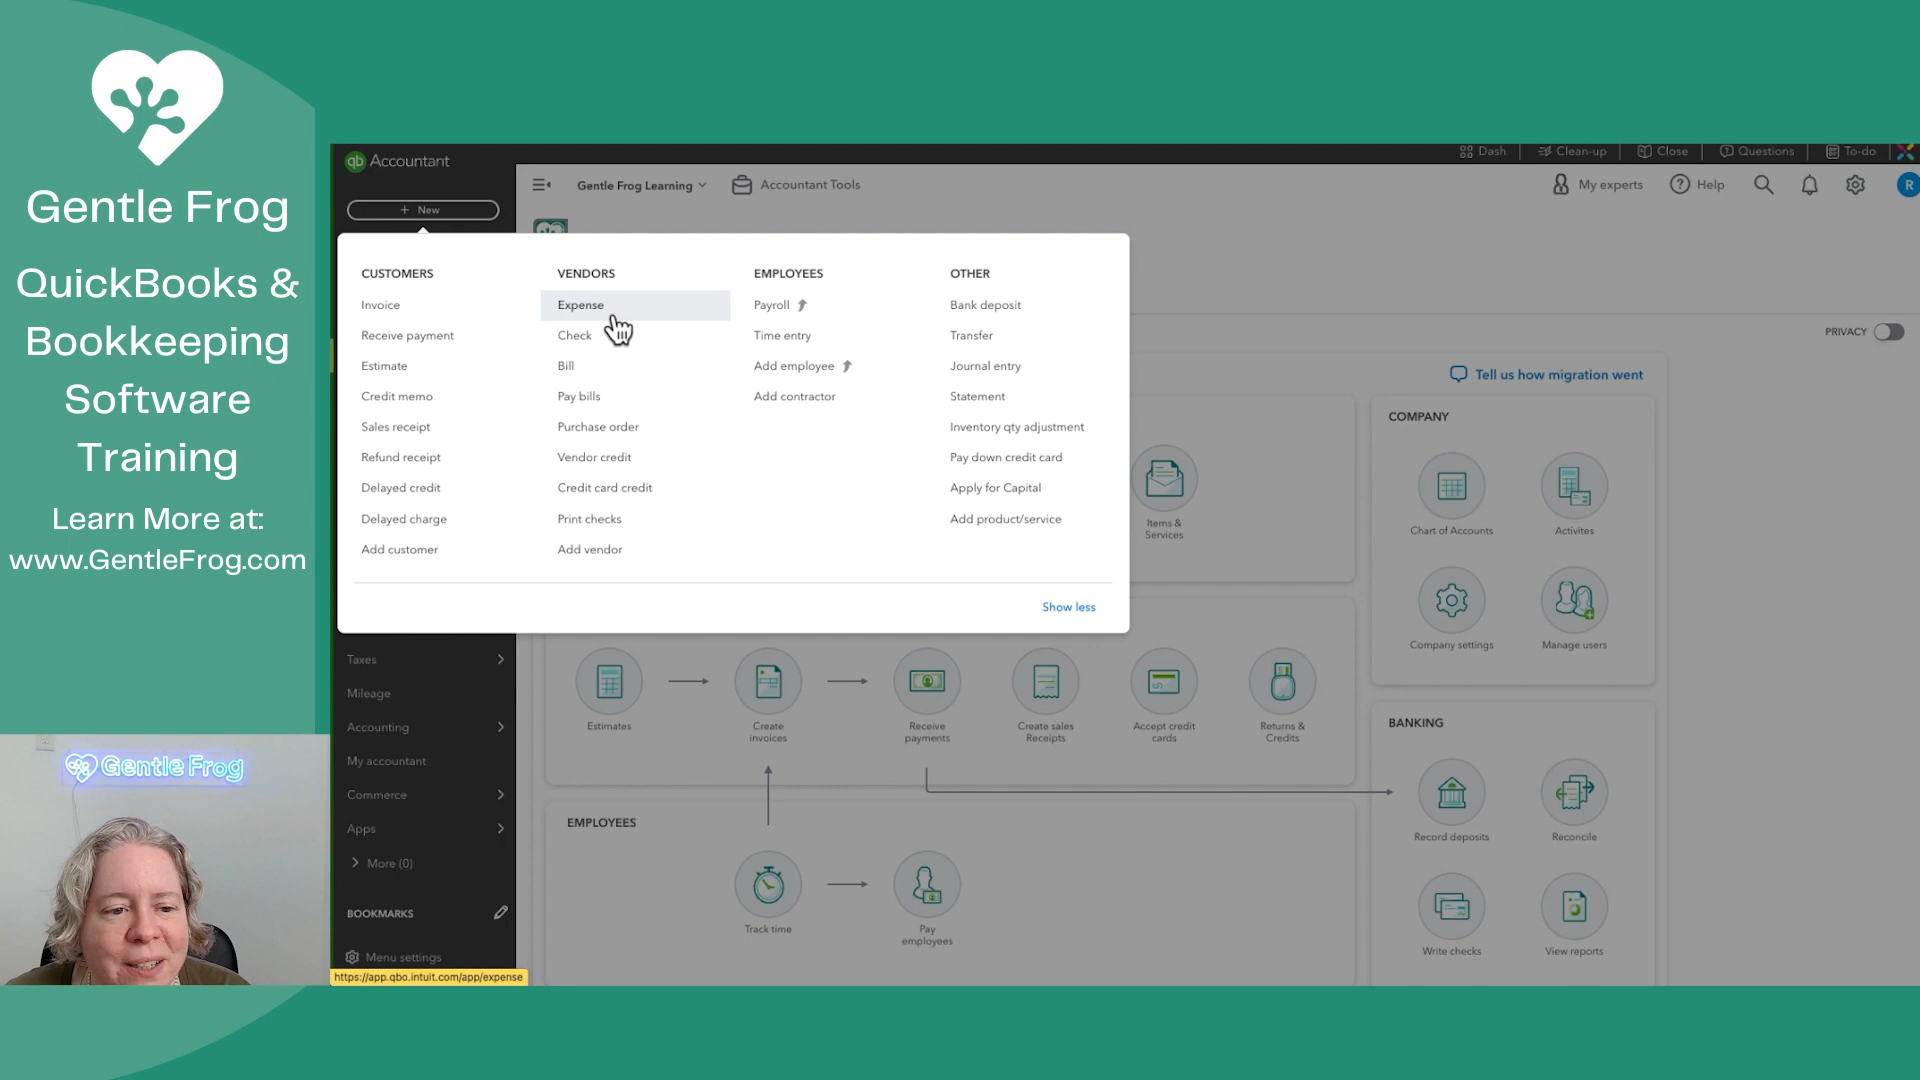 Gentle Frog
QuickBooks &
Bookkeeping
Software
Training
Learn More at:
www.GentleFrog.com
Gentle Frog
qb Accountant
Dash
Clean-up
Close
Questions
To-do
+ New
Gentle Frog Learning
Accountant Tools
My experts
Help
R
PRIVACY
CUSTOMERS
Invoice
Receive payment
Estimate
Credit memo
Sales receipt
Refund receipt
Delayed credit
Delayed charge
Add customer
VENDORS
Expense
Check
Bill
Pay bills
Purchase order
Vendor credit
Credit card credit
Print checks
Add vendor
EMPLOYEES
Payroll
Time entry
Add employee
Add contractor
OTHER
Bank deposit
Transfer
Journal entry
Statement
Inventory qty adjustment
Pay down credit card
Apply for Capital
Add product/service
Show less
Taxes
Mileage
Accounting
My accountant
Commerce
Apps
More (0)
BOOKMARKS
Menu settings
https://app.qbo.intuit.com/app/expense
Tell us how migration went
Items &
Services
Estimates
Create
invoices
Receive
payments
Create sales
Receipts
Accept credit
cards
Returns &
Credits
EMPLOYEES
Track time
Pay
employees
COMPANY
Chart of Accounts
Activites
Company settings
Manage users
BANKING
Record deposits
Reconcile
Write checks
View reports